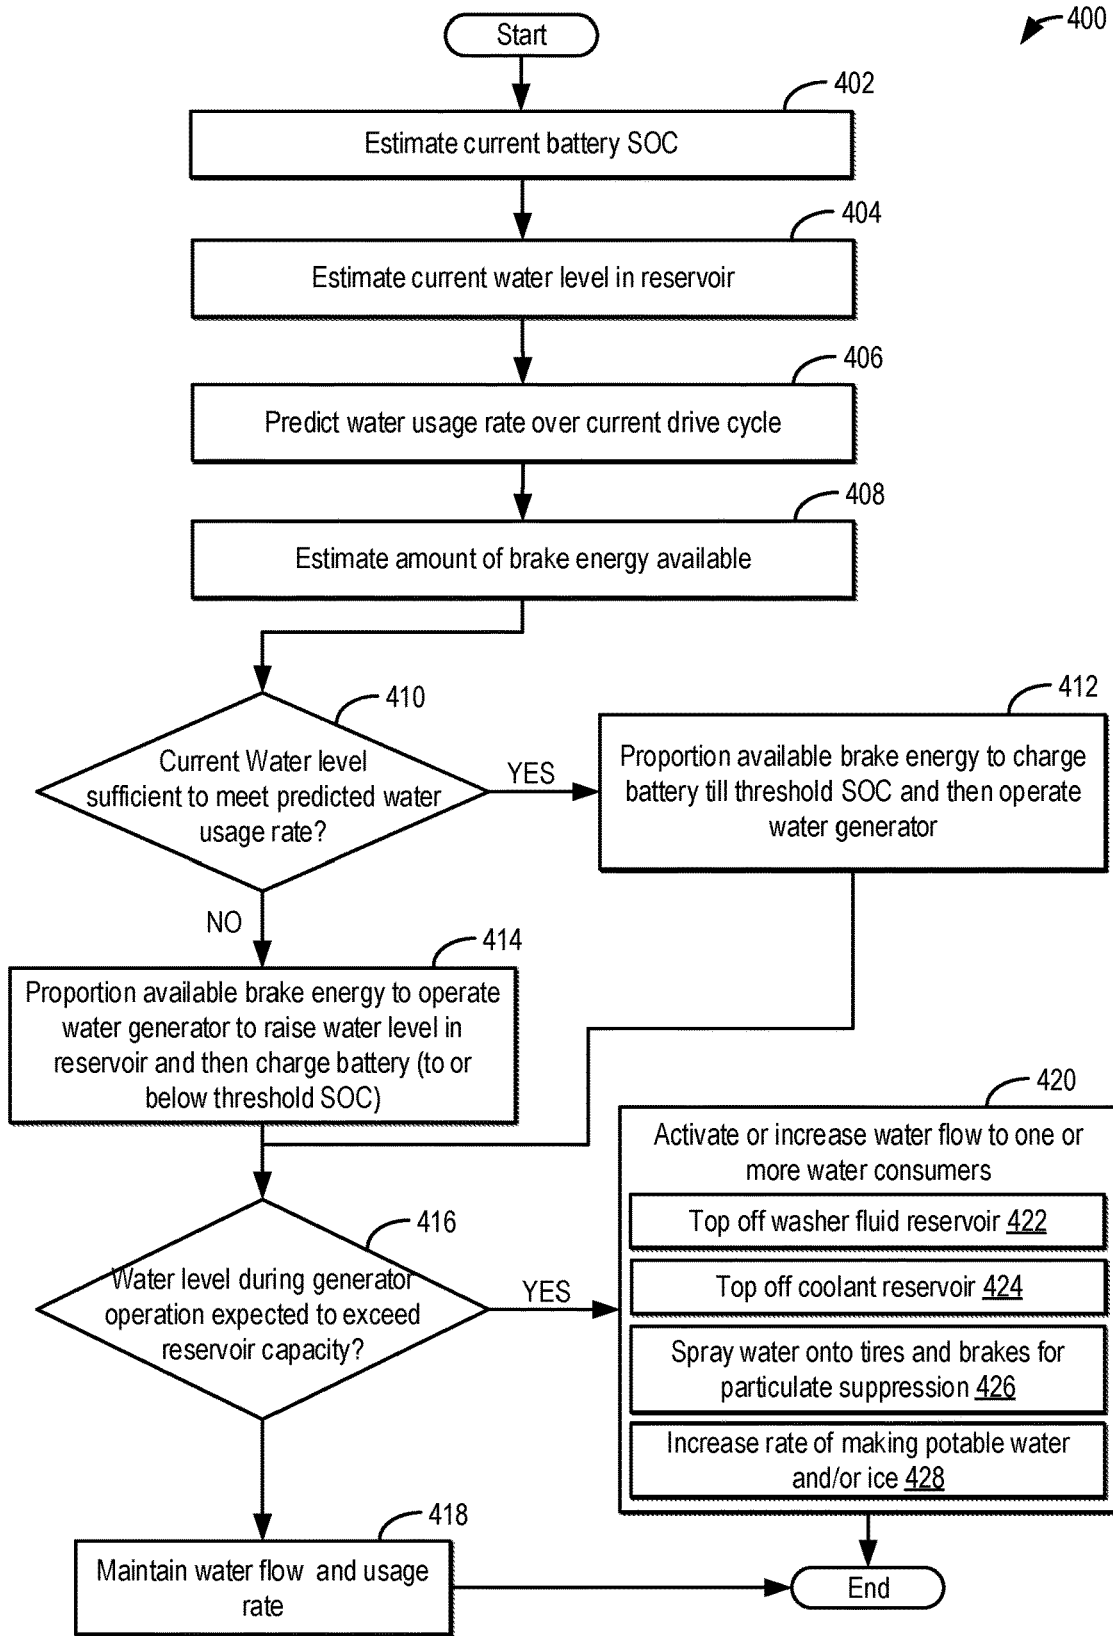 400
Start
402
Estimate current battery SOC
404
Estimate current water level in reservoir
406
Predict water usage rate over current drive cycle
408
Estimate amount of brake energy available
410
Current Water level
sufficient to meet predicted water
usage rate?
YES
412
Proportion available brake energy to charge
battery till threshold SOC and then operate
water generator
NO
414
Proportion available brake energy to operate
water generator to raise water level in
reservoir and then charge battery (to or
below threshold SOC)
416
Water level during generator
operation expected to exceed
reservoir capacity?
YES
420
Activate or increase water flow to one or
more water consumers
Top off washer fluid reservoir 422
Top off coolant reservoir 424
Spray water onto tires and brakes for
particulate suppression 426
Increase rate of making potable water
and/or ice 428
418
Maintain water flow and usage
rate
End